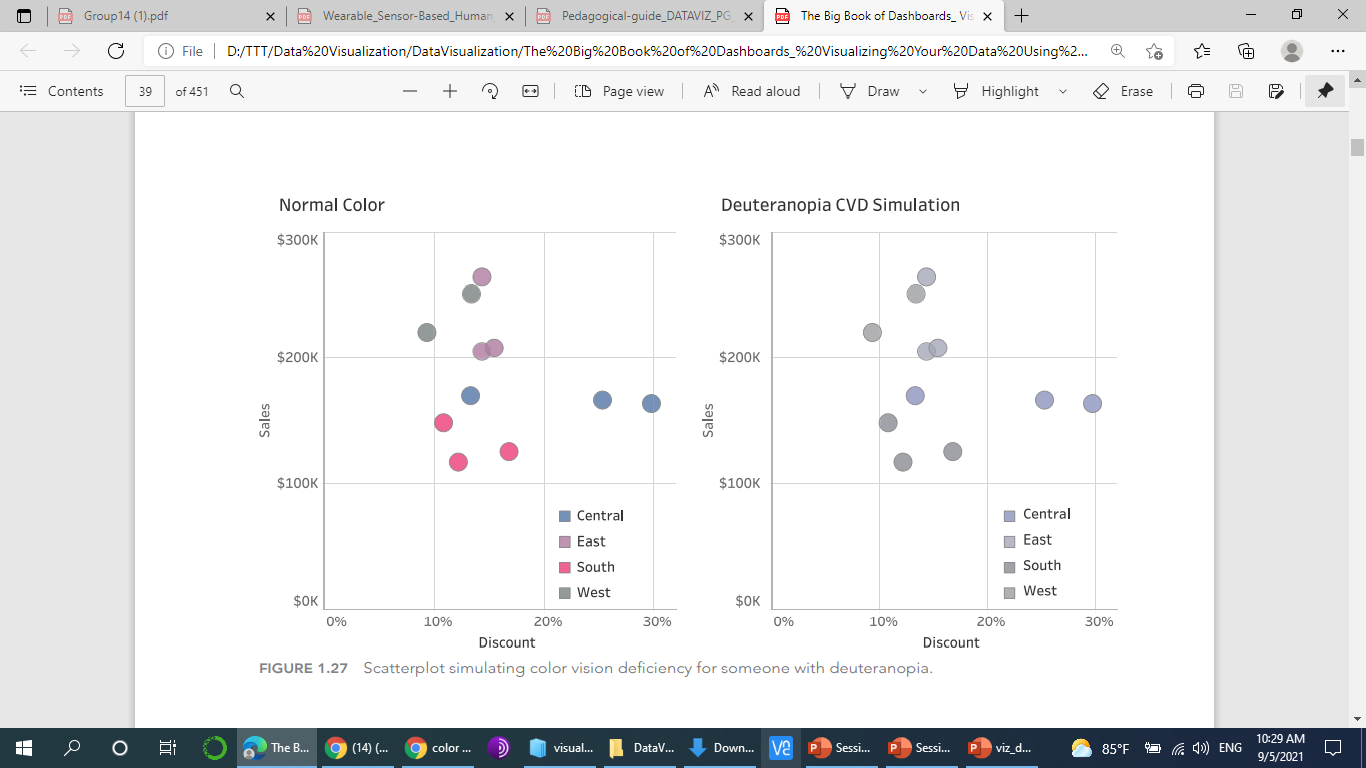 Group14 (1).pdf
Wearable_Sensor-Based_Human_
Pedagogical-guide_DATAVIZ_PG_
The Big Book of Dashboards_ Vis
File
D:/TTT/Data%20Visualization/DataVisualization/The%20Big%20Book%20of%20Dashboards_%20Visualizing%20Your%20Data%20Using%2...
Contents
39
of 451
Page view
Read aloud
Draw
Highlight
Erase
Normal Color
$300K
$200K
$100K
$0K
Sales
Central
East
South
West
0%
10%
20%
30%
Discount
Deuteranopia CVD Simulation
$300K
$200K
$100K
$0K
Sales
Central
East
South
West
0%
10%
20%
30%
Discount
FIGURE 1.27 Scatterplot simulating color vision deficiency for someone with deuteranopia.
The B...
(14) (...
color ...
visual...
DataV...
Down...
Sessi...
Sessi...
viz_d...
85°F
ENG
10:29 AM
9/5/2021